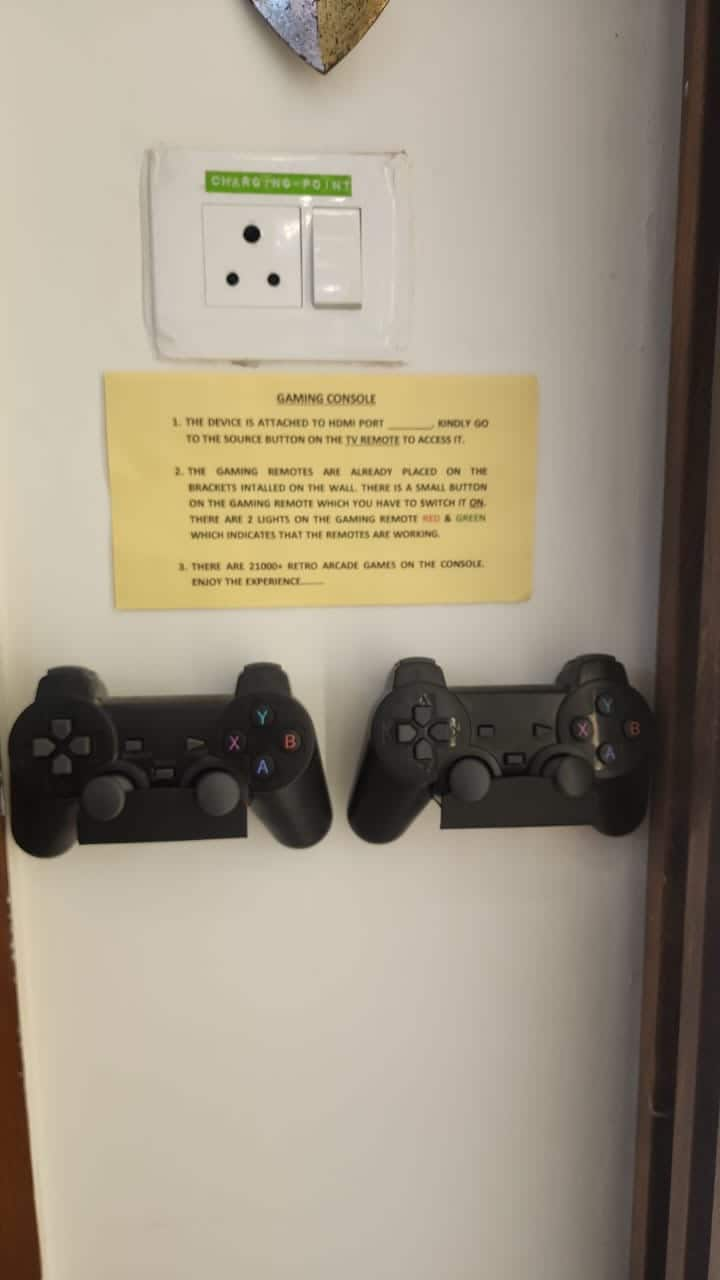 CHARGING-POINT
GAMING CONSOLE
1. THE DEVICE IS ATTACHED TO HDMI PORT ________, KINDLY GO
TO THE SOURCE BUTTON ON THE TV REMOTE TO ACCESS IT.
2. THE GAMING REMOTES ARE ALREADY PLACED ON THE
BRACKETS INTALLED ON THE WALL. THERE IS A SMALL BUTTON
ON THE GAMING REMOTE WHICH YOU HAVE TO SWITCH IT ON.
THERE ARE 2 LIGHTS ON THE GAMING REMOTE RED & GREEN
WHICH INDICATES THAT THE REMOTES ARE WORKING.
3. THERE ARE 21000+ RETRO ARCADE GAMES ON THE CONSOLE.
ENJOY THE EXPERIENCE........
Y
X B
A
Y
X B
A